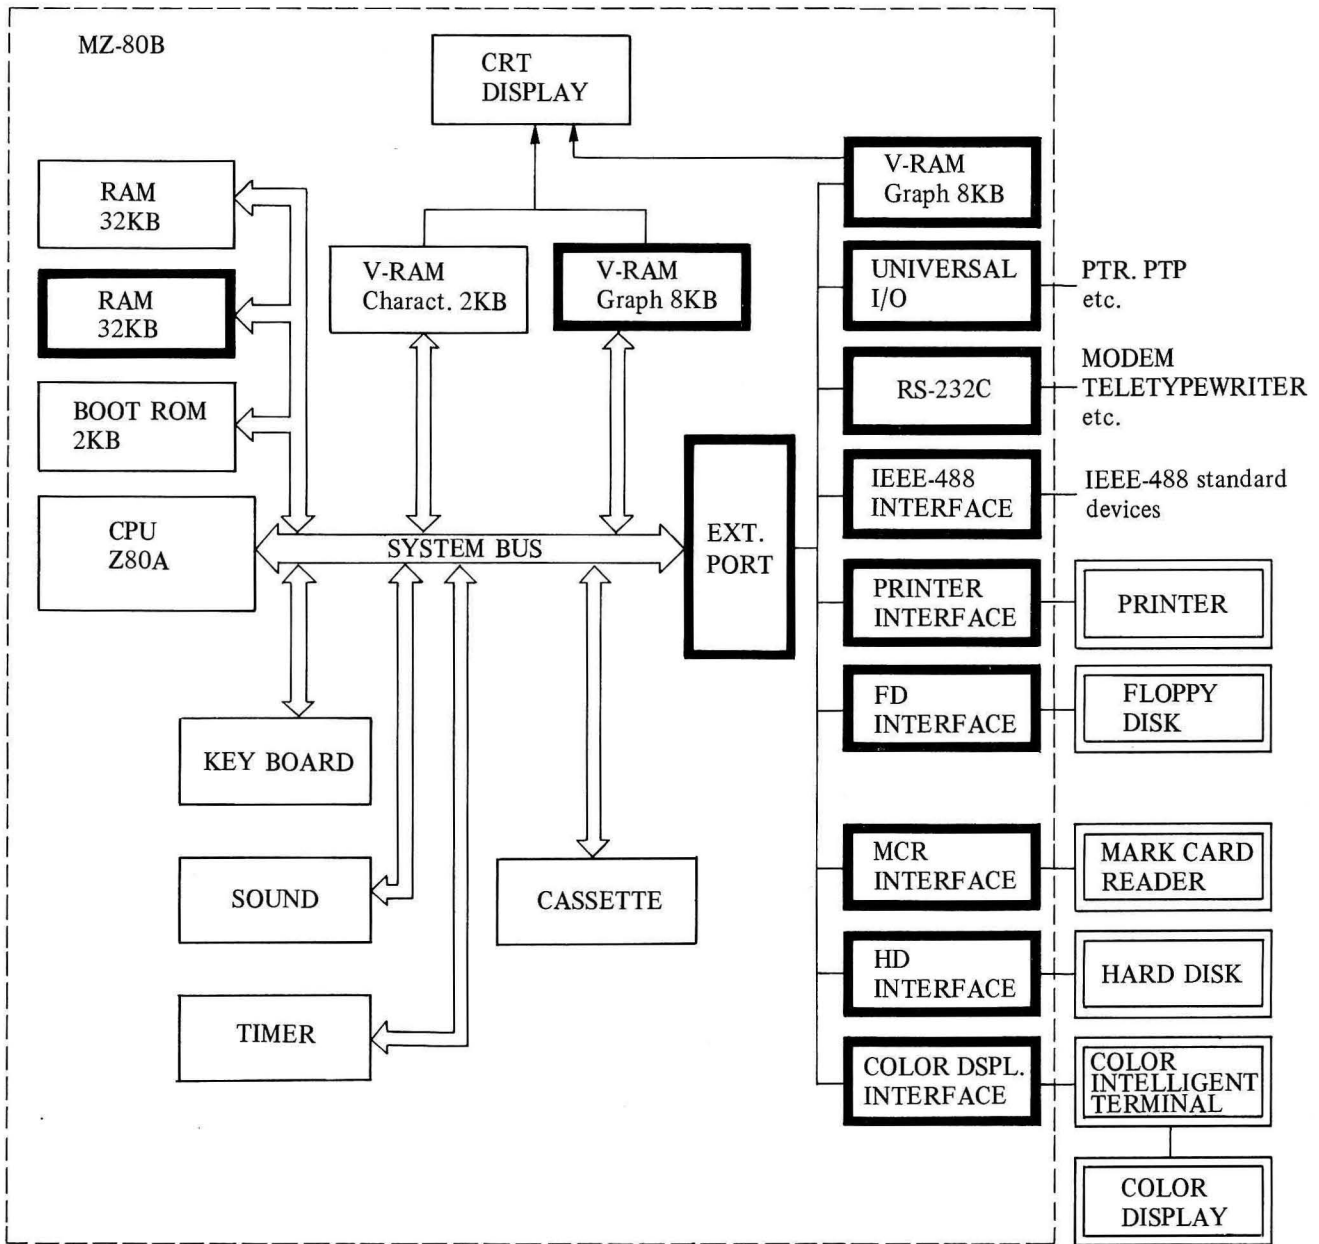 MZ-80B
CRT
DISPLAY
RAM
32KB
RAM
32KB
BOOT ROM
2KB
CPU
Z80A
V-RAM
Charact. 2KB
V-RAM
Graph 8KB
SYSTEM BUS
EXT.
PORT
KEY BOARD
SOUND
TIMER
CASSETTE
V-RAM
Graph 8KB
UNIVERSAL
I/O
PTR. PTP
etc.
RS-232C
MODEM
TELETYPEWRITER
etc.
IEEE-488
INTERFACE
IEEE-488 standard
devices
PRINTER
INTERFACE
PRINTER
FD
INTERFACE
FLOPPY
DISK
MCR
INTERFACE
MARK CARD
READER
HD
INTERFACE
HARD DISK
COLOR DSPL.
INTERFACE
COLOR
INTELLIGENT
TERMINAL
COLOR
DISPLAY